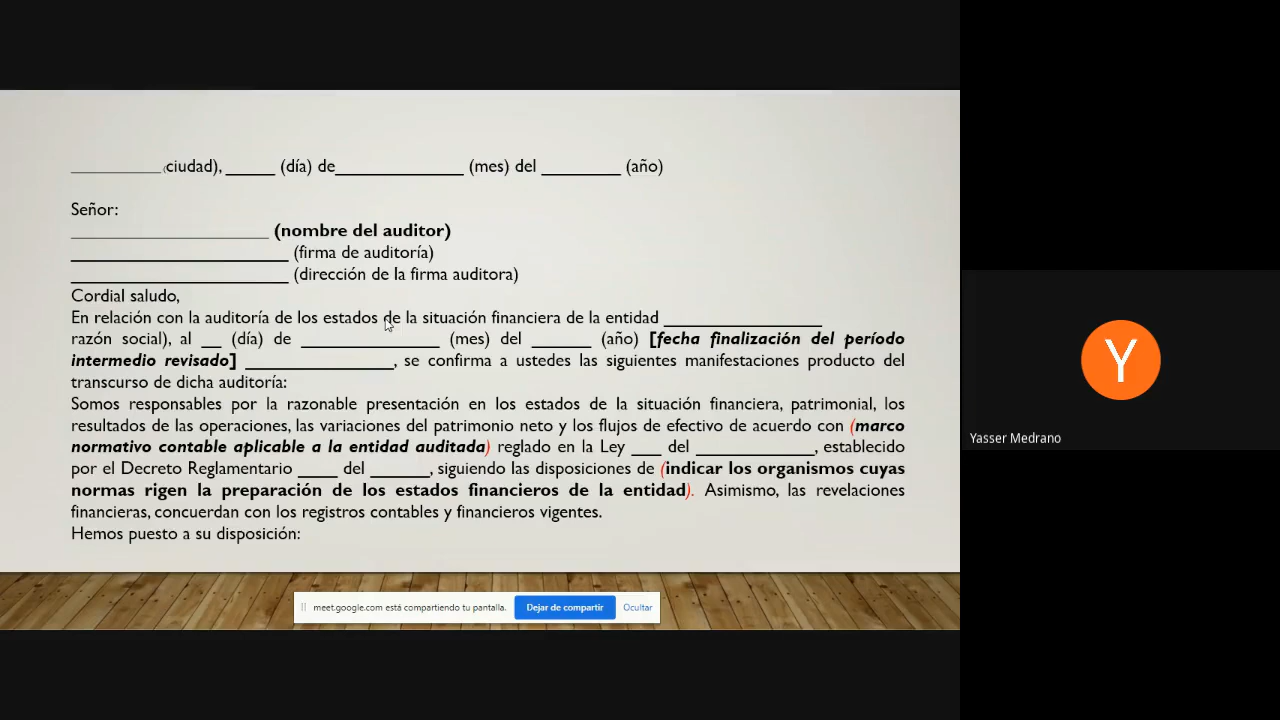 __________(ciudad), _____ (día) de_____________ (mes) del ________ (año)
Señor:
____________________ (nombre del auditor)
______________________ (firma de auditoría)
______________________ (dirección de la firma auditora)
Cordial saludo,
En relación con la auditoría de los estados de la situación financiera de la entidad ________________
razón social), al __ (día) de ______________ (mes) del ______ (año) [fecha finalización del período
intermedio revisado] _______________, se confirma a ustedes las siguientes manifestaciones producto del
transcurso de dicha auditoría:
Somos responsables por la razonable presentación en los estados de la situación financiera, patrimonial, los
resultados de las operaciones, las variaciones del patrimonio neto y los flujos de efectivo de acuerdo con (marco
normativo contable aplicable a la entidad auditada) reglado en la Ley ___ del ____________, establecido
por el Decreto Reglamentario ____ del ______, siguiendo las disposiciones de (indicar los organismos cuyas
normas rigen la preparación de los estados financieros de la entidad). Asimismo, las revelaciones
financieras, concuerdan con los registros contables y financieros vigentes.
Hemos puesto a su disposición:
meet.google.com está compartiendo tu pantalla. Dejar de compartir Ocultar
Y
Yasser Medrano